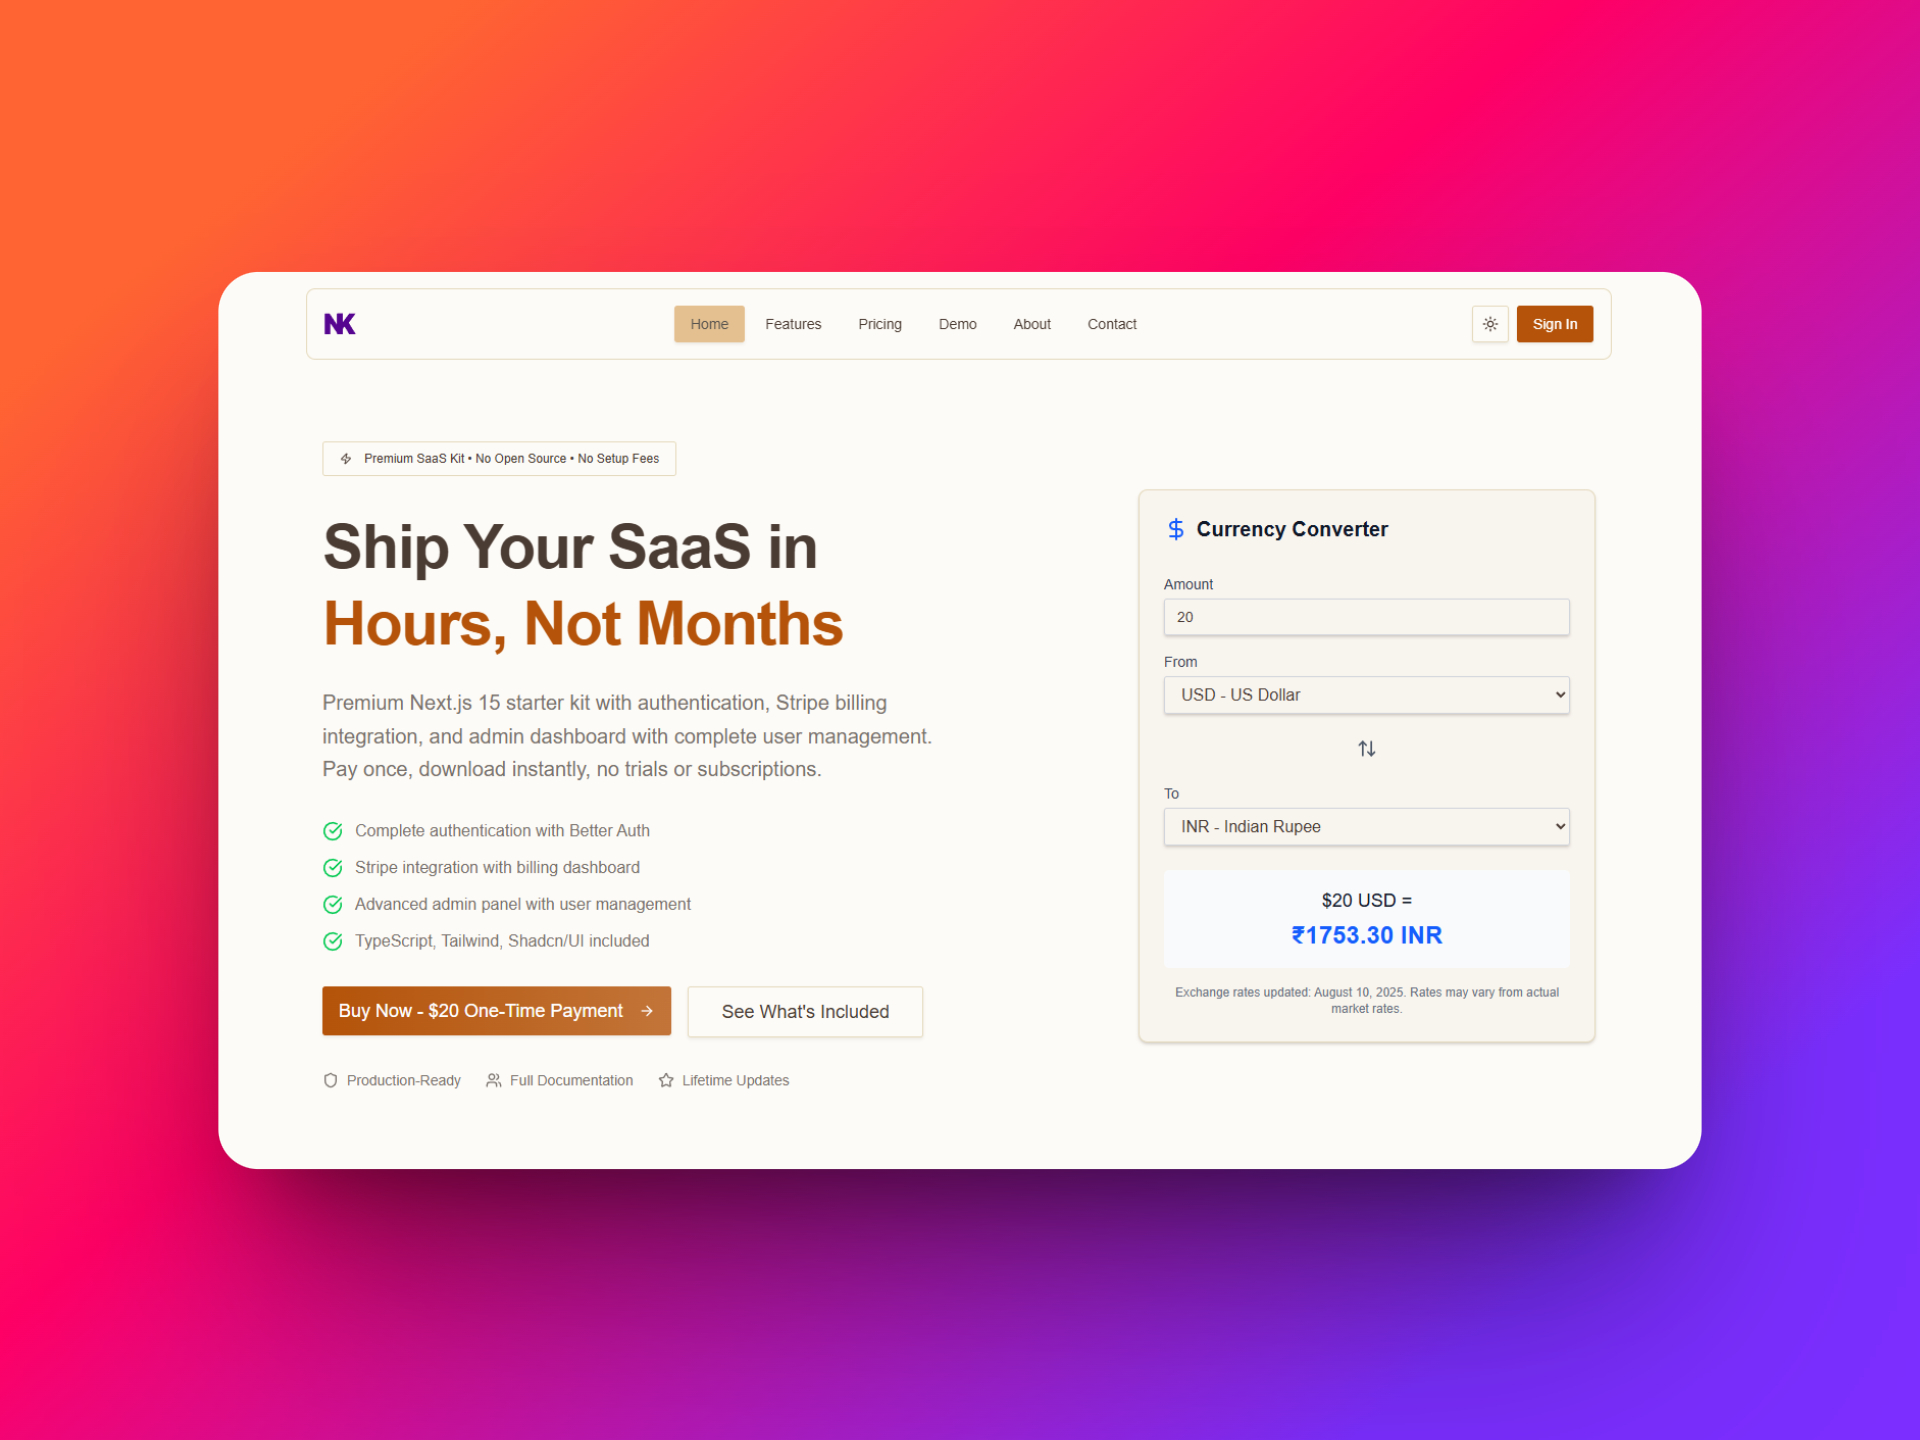 NK
Home
Features
Pricing
Demo
About
Contact
Sign In
Premium SaaS Kit • No Open Source • No Setup Fees
Ship Your SaaS in
Hours, Not Months
Premium Next.js 15 starter kit with authentication, Stripe billing
integration, and admin dashboard with complete user management.
Pay once, download instantly, no trials or subscriptions.
Complete authentication with Better Auth
Stripe integration with billing dashboard
Advanced admin panel with user management
TypeScript, Tailwind, Shadcn/UI included
Buy Now - $20 One-Time Payment
See What's Included
Production-Ready
Full Documentation
Lifetime Updates
Currency Converter
Amount
20
From
USD - US Dollar
To
INR - Indian Rupee
$20 USD =
₹1753.30 INR
Exchange rates updated: August 10, 2025. Rates may vary from actual
market rates.